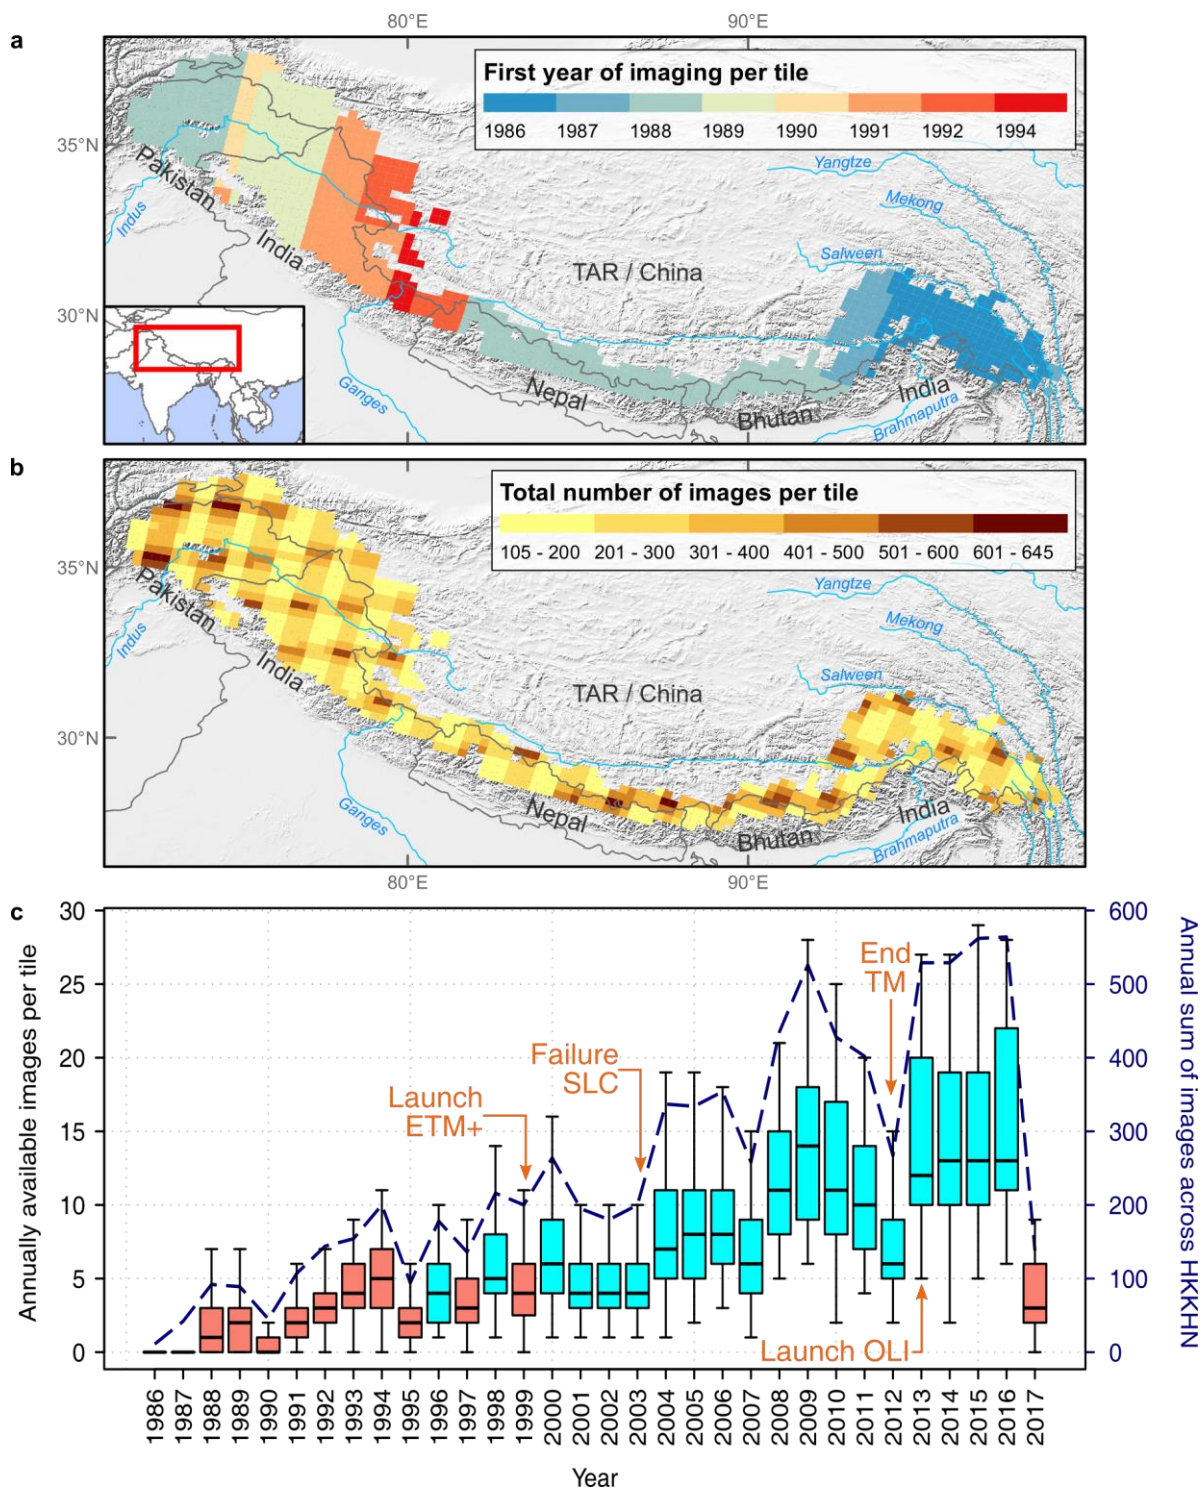 80°E
90°E
a
First year of imaging per tile
1986 1987 1988 1989 1990 1991 1992 1994
35°N
30°N
Pakistan
Indus
India
Yangtze
Mekong
Salween
TAR / China
Ganges
Nepal
Bhutan
India
Brahmaputra
b
Total number of images per tile
105 - 200 201 - 300 301 - 400 401 - 500 501 - 600 601 - 645
35°N
30°N
Pakistan
Indus
India
Yangtze
Mekong
Salween
TAR / China
Ganges
Nepal
Bhutan
India
Brahmaputra
80°E
90°E
c
Annually available images per tile
30
25
20
15
10
5
0
Launch
ETM+
Failure
SLC
End
TM
Launch OLI
600
500
400
300
200
100
0
Annual sum of images across HKKHN
1986 1987 1988 1989 1990 1991 1992 1993 1994 1995 1996 1997 1998 1999 2000 2001 2002 2003 2004 2005 2006 2007 2008 2009 2010 2011 2012 2013 2014 2015 2016 2017
Year